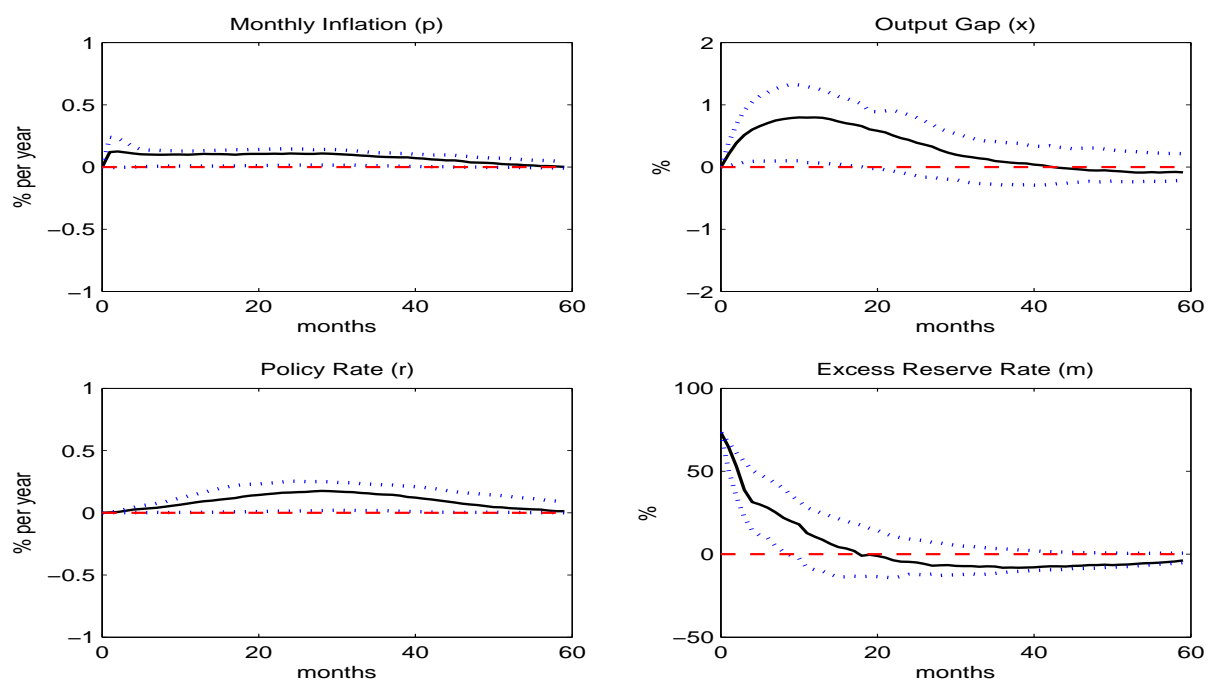 Monthly Inflation (p)
1
0.5
0
−0.5
−1
% per year
0 20 40 60
months
Output Gap (x)
2
1
0
−1
−2
%
0 20 40 60
months
Policy Rate (r)
1
0.5
0
−0.5
−1
% per year
0 20 40 60
months
Excess Reserve Rate (m)
100
50
0
−50
%
0 20 40 60
months